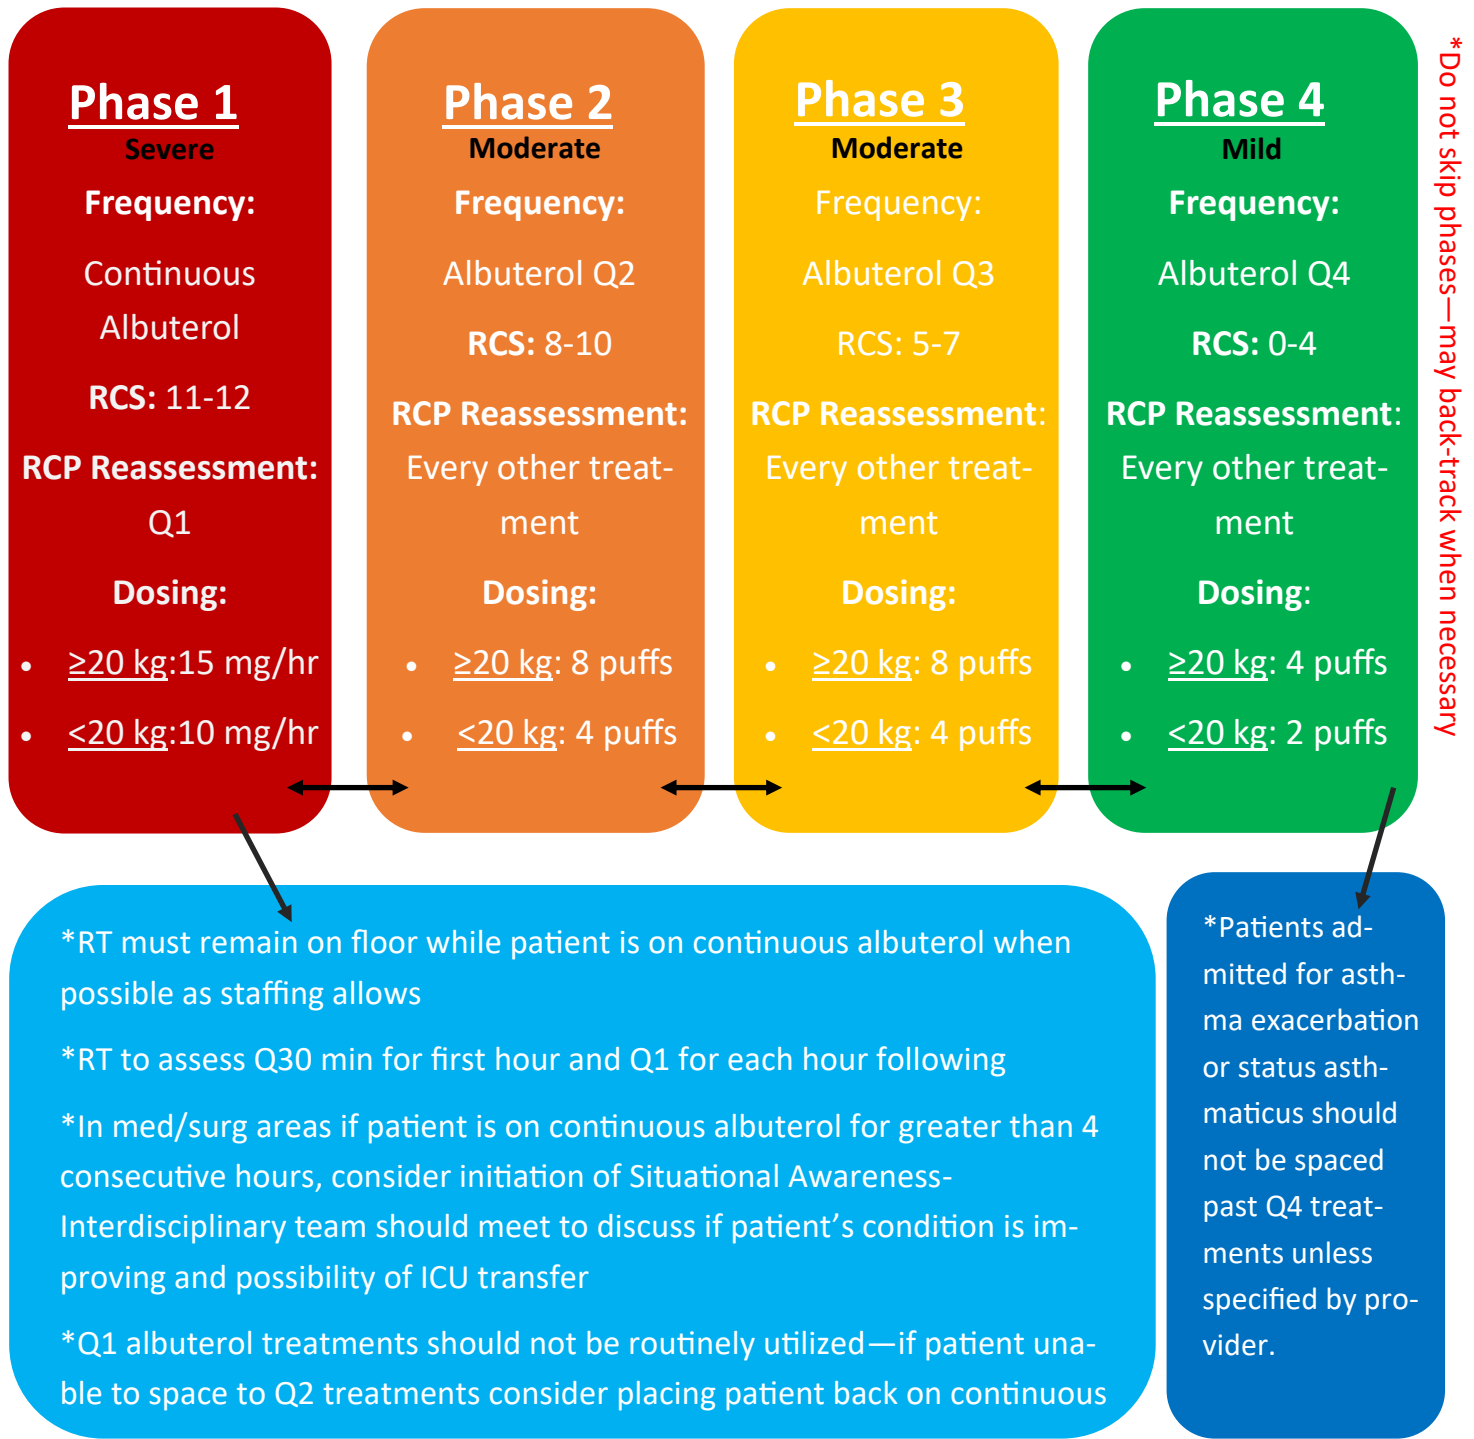 Phase 1
Severe
Frequency:
Continuous
Albuterol
RCS: 11-12
RCP Reassessment:
Q1
Dosing:
• ≥20 kg:15 mg/hr
• <20 kg:10 mg/hr
Phase 2
Moderate
Frequency:
Albuterol Q2
RCS: 8-10
RCP Reassessment:
Every other treat-
ment
Dosing:
• ≥20 kg: 8 puffs
• <20 kg: 4 puffs
Phase 3
Moderate
Frequency:
Albuterol Q3
RCS: 5-7
RCP Reassessment:
Every other treat-
ment
Dosing:
• ≥20 kg: 8 puffs
• <20 kg: 4 puffs
Phase 4
Mild
Frequency:
Albuterol Q4
RCS: 0-4
RCP Reassessment:
Every other treat-
ment
Dosing:
• ≥20 kg: 4 puffs
• <20 kg: 2 puffs
*Do not skip phases—may back-track when necessary
*RT must remain on floor while patient is on continuous albuterol when
possible as staffing allows
*RT to assess Q30 min for first hour and Q1 for each hour following
*In med/surg areas if patient is on continuous albuterol for greater than 4
consecutive hours, consider initiation of Situational Awareness-
Interdisciplinary team should meet to discuss if patient’s condition is im-
proving and possibility of ICU transfer
*Q1 albuterol treatments should not be routinely utilized—if patient una-
ble to space to Q2 treatments consider placing patient back on continuous
*Patients ad-
mitted for asth-
ma exacerbation
or status asth-
maticus should
not be spaced
past Q4 treat-
ments unless
specified by pro-
vider.